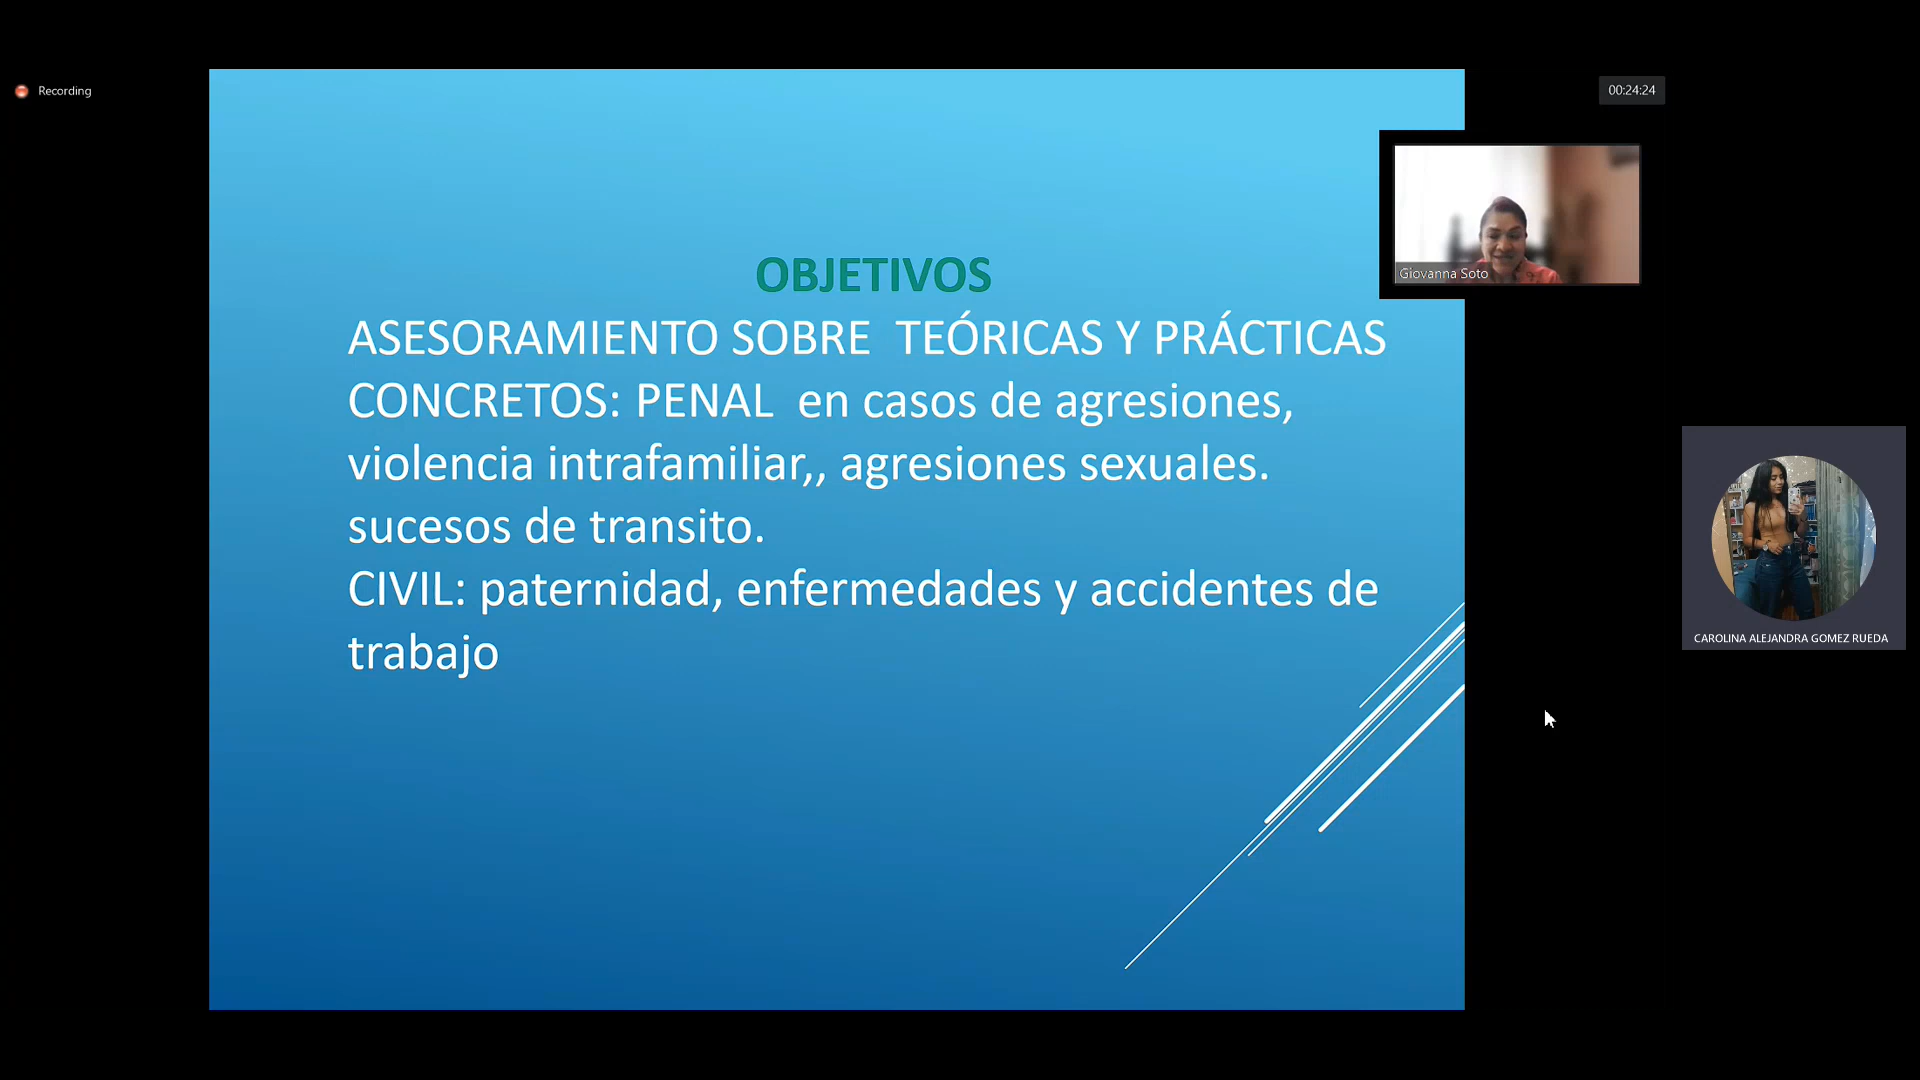 Recording
00:24:24
OBJETIVOS
ASESORAMIENTO SOBRE  TEÓRICAS Y PRÁCTICAS
CONCRETOS: PENAL  en casos de agresiones,
violencia intrafamiliar,, agresiones sexuales.
sucesos de transito.
CIVIL: paternidad, enfermedades y accidentes de
trabajo
Giovanna Soto
CAROLINA ALEJANDRA GOMEZ RUEDA